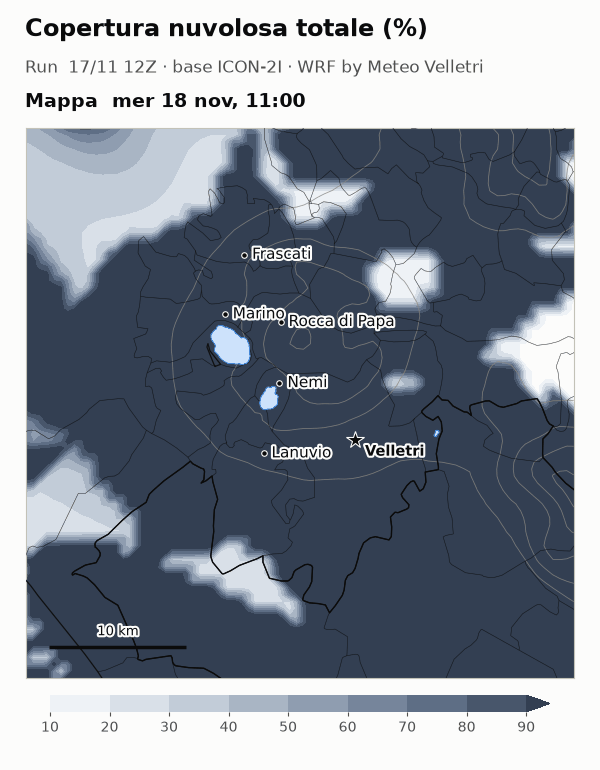 Copertura nuvolosa totale (%)
Run 17/11 12Z · base ICON-2I · WRF by Meteo Velletri
Mappa mer 18 nov, 11:00
Frascati
Marino
Rocca di Papa
Nemi
Velletri
Lanuvio
10 km
10 20 30 40 50 60 70 80 90